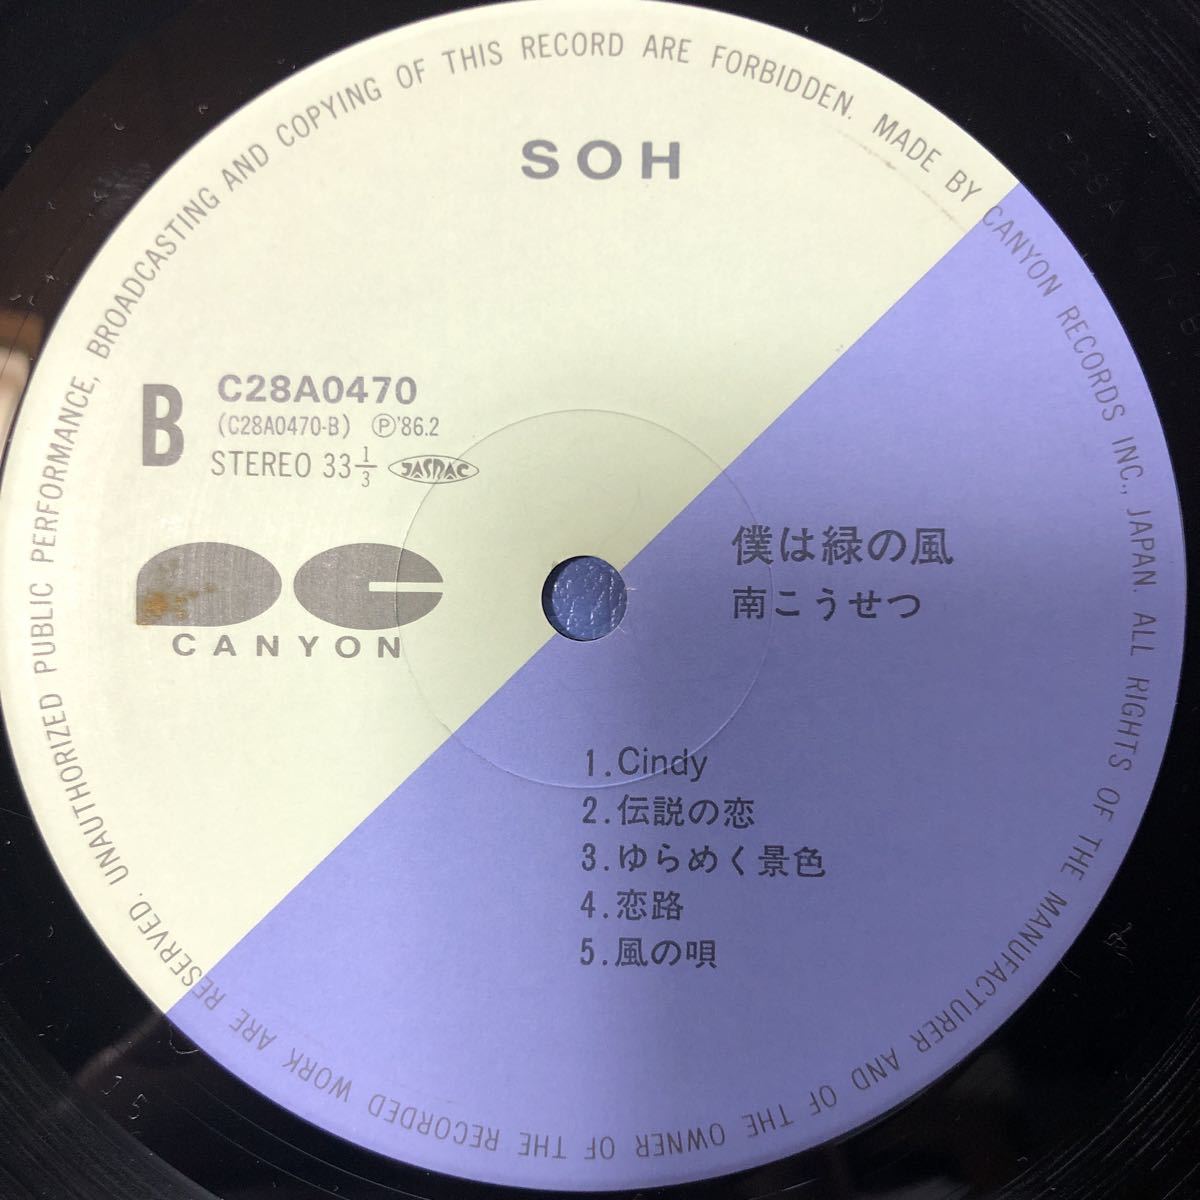 UNAUTHORIZED PUBLIC PERFORMANCE, BROADCASTING AND COPYING OF THIS RECORD ARE FORBIDDEN. MADE BY CANYON RECORDS INC., JAPAN. ALL RIGHTS OF THE MANUFACTURER AND OF THE OWNER OF THE RECORDED WORK ARE RESERVED.
SOH
B
C28A0470
(C28A0470-B) Ⓟ'86.2
STEREO 33 1/3 JASRAC
CANYON
僕は緑の風
南こうせつ
1.Cindy
2.伝説の恋
3.ゆらめく景色
4.恋路
5.風の唄